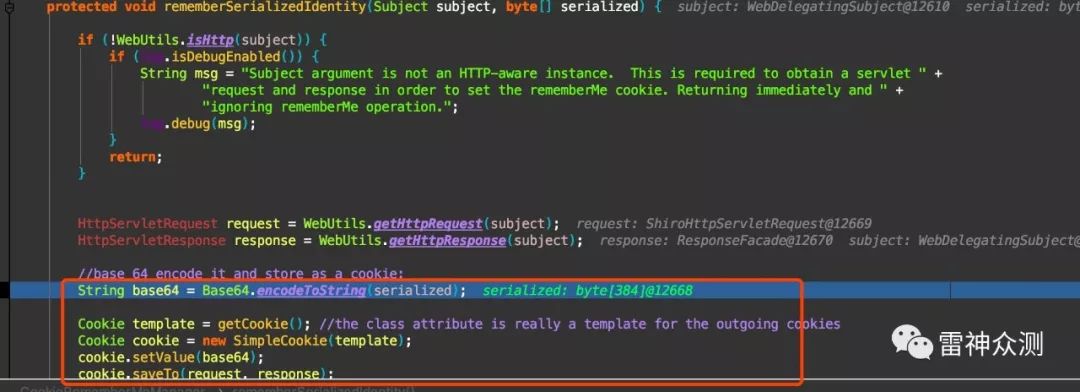 protected void rememberSerializedIdentity(Subject subject, byte[] serialized) { subject: WebDelegatingSubject@12610 serialized: byt
if (!WebUtils.isHttp(subject)) {
if (.isDebugEnabled()) {
String msg = "Subject argument is not an HTTP-aware instance.  This is required to obtain a servlet " +
"request and response in order to set the rememberMe cookie. Returning immediately and " +
"ignoring rememberMe operation.";
.debug(msg);
}
return;
}
HttpServletRequest request = WebUtils.getHttpRequest(subject); request: ShiroHttpServletRequest@12669
HttpServletResponse response = WebUtils.getHttpResponse(subject); response: ResponseFacade@12670 subject: WebDelegatingSubject@
//base 64 encode it and store as a cookie:
String base64 = Base64.encodeToString(serialized); serialized: byte[384]@12668
Cookie template = getCookie(); //the class attribute is really a template for the outgoing cookies
Cookie cookie = new SimpleCookie(template);
cookie.setValue(base64);
cookie.saveTo(request, response);
CookieRememberMeManager rememberSerializedIdentity()
雷神众测